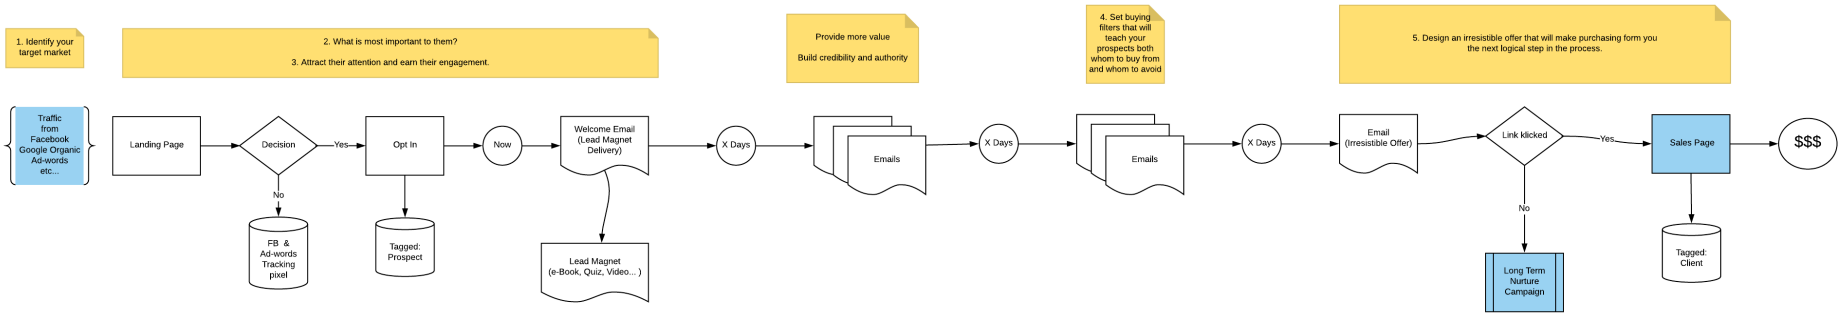 1. Identify your
target market
2. What is most important to them?
3. Attract their attention and earn their engagement.
Provide more value
Build credibility and authority
4. Set buying
filters that will
teach your
prospects both
whom to buy from
and whom to avoid
5. Design an irresistible offer that will make purchasing form you
the next logical step in the process.
Traffic
from
Facebook
Google Organic
Ad-words
etc...
Landing Page
Decision
Yes
Opt In
Now
Welcome Email
(Lead Magnet
Delivery)
X Days
Emails
X Days
Emails
X Days
Email
(Irresistible Offer)
Link klicked
Yes
Sales Page
$$$
No
FB &
Ad-words
Tracking
pixel
Tagged:
Prospect
Lead Magnet
(e-Book, Quiz, Video... )
No
Long Term
Nurture
Campaign
Tagged:
Client